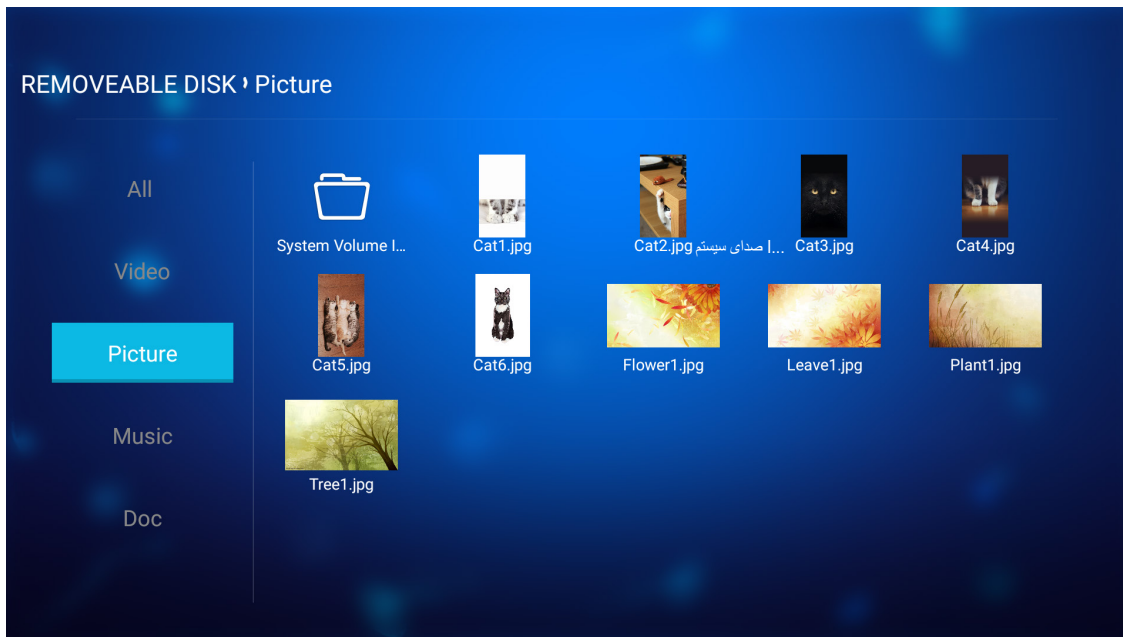 REMOVEABLE DISK › Picture
All
Video
Picture
Music
Doc
System Volume I...
Cat1.jpg
Cat2.jpg صدای سیستم ا...
Cat3.jpg
Cat4.jpg
Cat5.jpg
Cat6.jpg
Flower1.jpg
Leave1.jpg
Plant1.jpg
Tree1.jpg